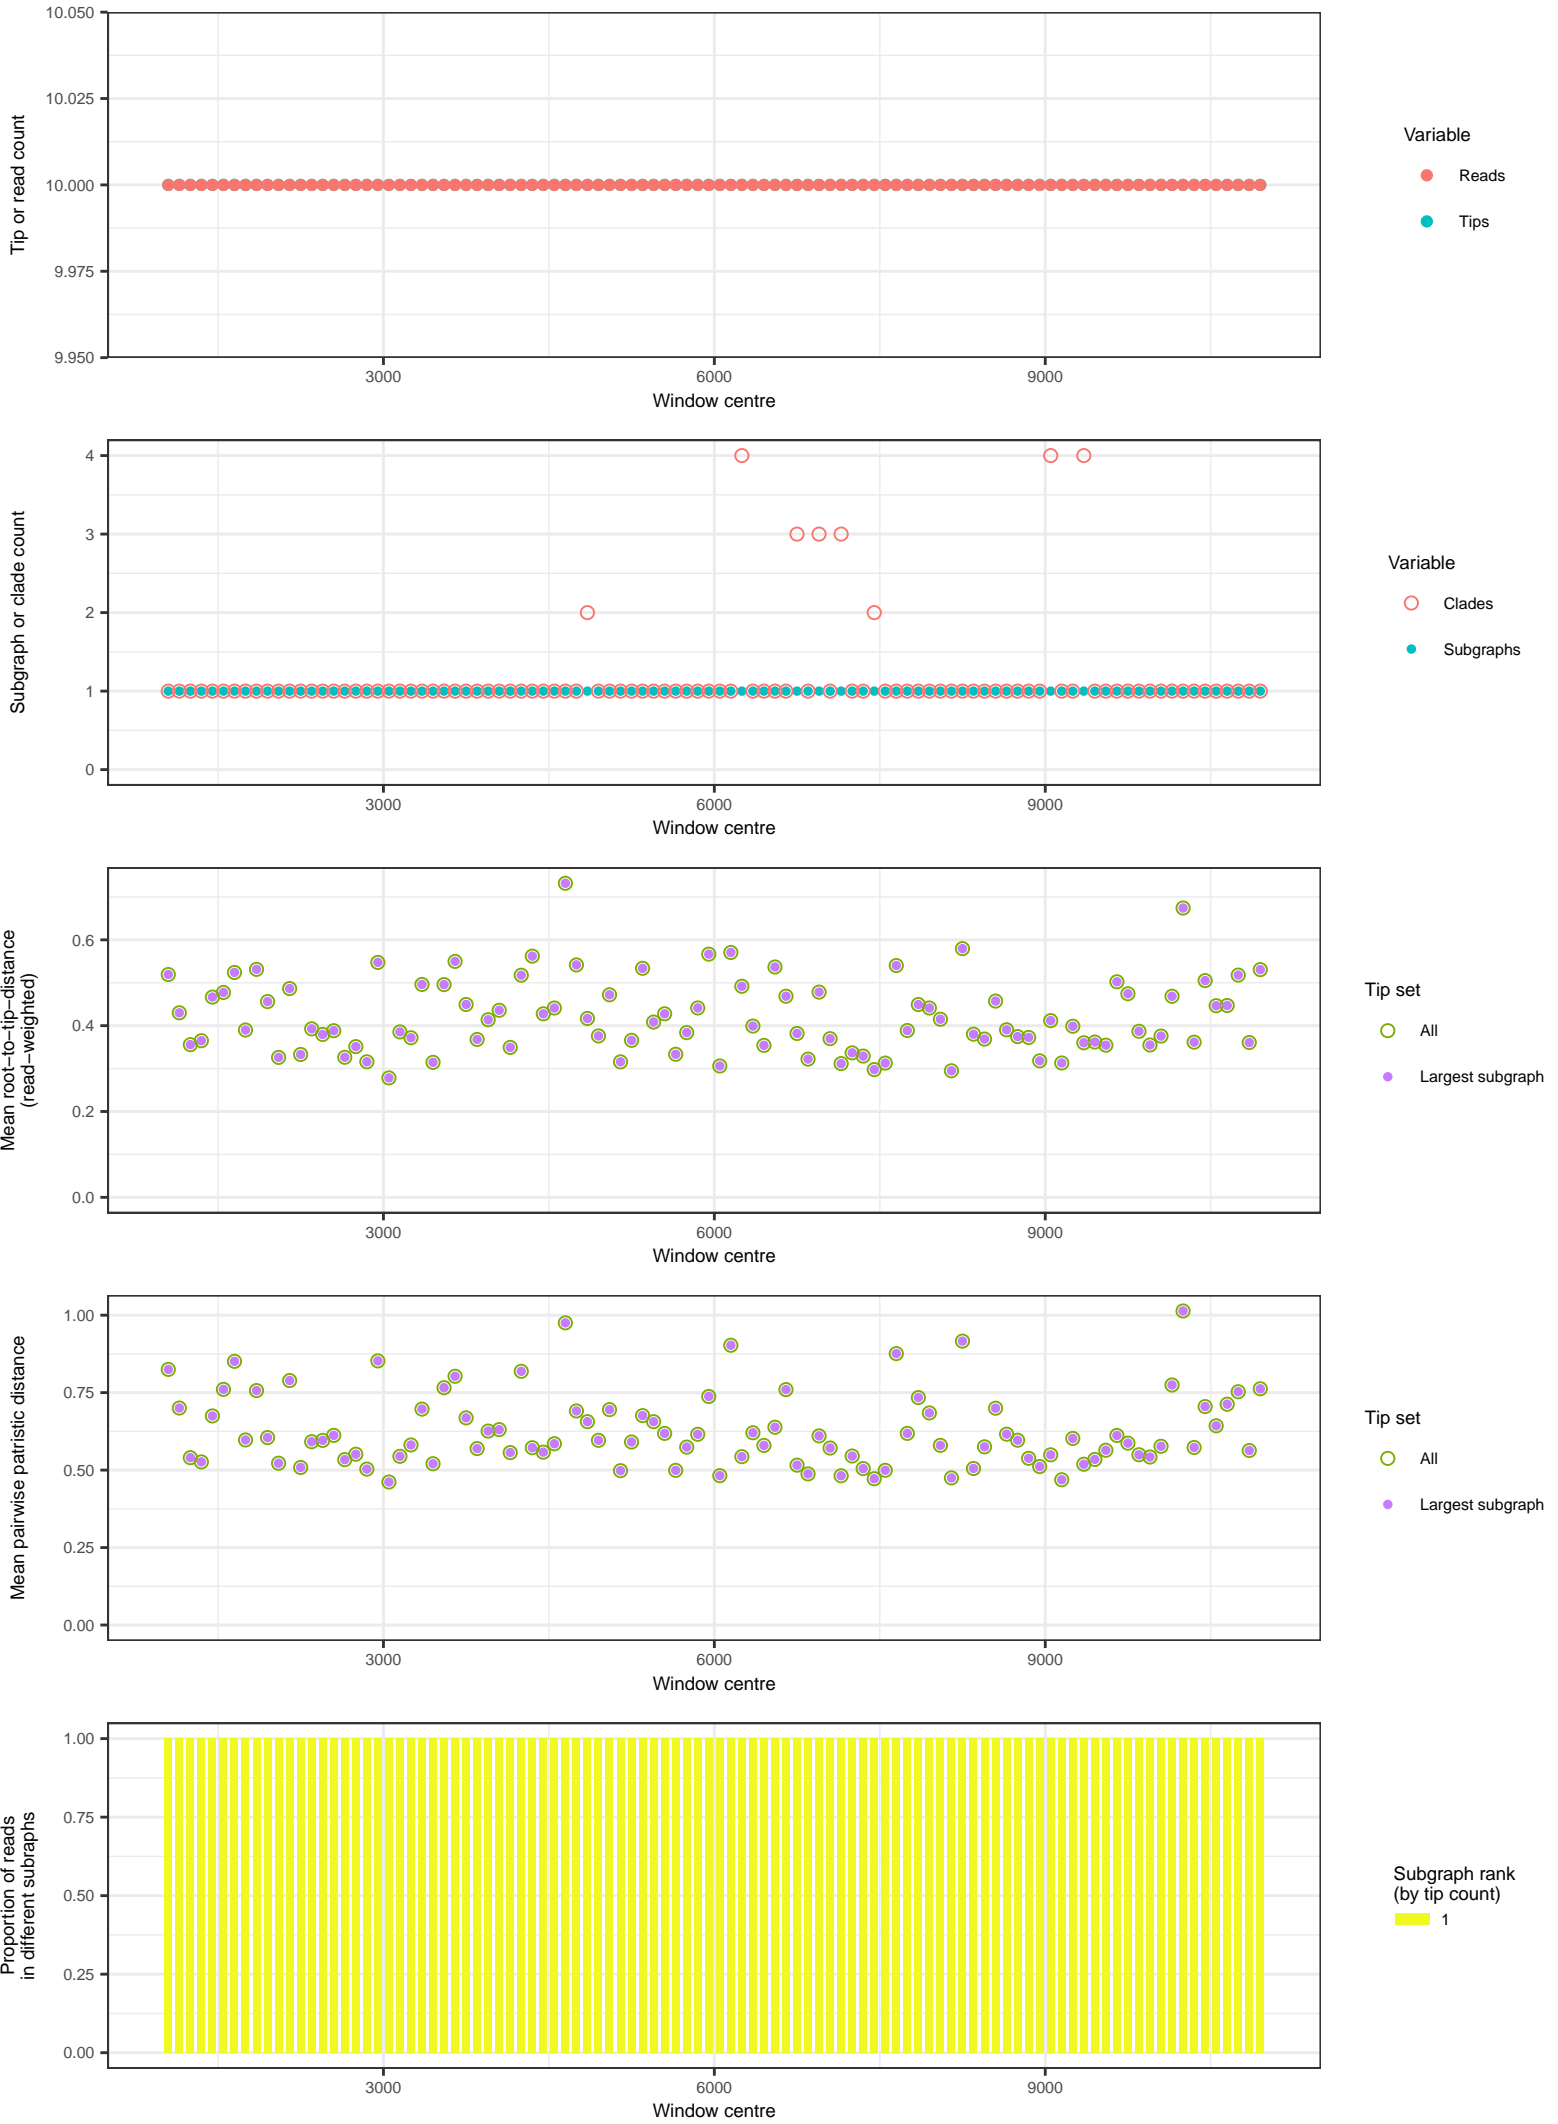 10.050
10.025
10.000
9.975
9.950
Tip or read count
3000
6000
9000
Window centre
Variable
Reads
Tips
4
3
2
1
0
Subgraph or clade count
3000
6000
9000
Window centre
Variable
Clades
Subgraphs
0.6
0.4
0.2
0.0
Mean root−to−tip−distance
(read−weighted)
3000
6000
9000
Window centre
Tip set
All
Largest subgraph
1.00
0.75
0.50
0.25
0.00
Mean pairwise patristic distance
3000
6000
9000
Window centre
Tip set
All
Largest subgraph
1.00
0.75
0.50
0.25
0.00
Proportion of reads
in different subraphs
3000
6000
9000
Window centre
Subgraph rank
(by tip count)
1